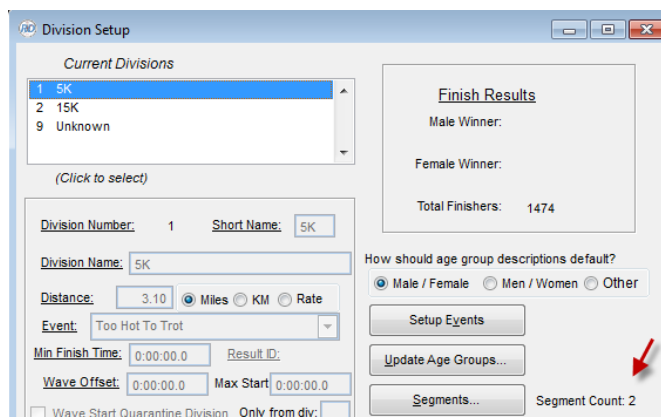 Division Setup
Current Divisions
1 5K
2 15K
9 Unknown
(Click to select)
Finish Results
Male Winner:
Female Winner:
Total Finishers: 1474
Division Number: 1 Short Name: 5K
Division Name: 5K
Distance: 3.10 Miles KM Rate
Event: Too Hot To Trot
Min Finish Time: 0:00:00.0 Result ID:
Wave Offset: 0:00:00.0 Max Start 0:00:00.0
Wave Start Quarantine Division Only from div:
How should age group descriptions default?
Male / Female Men / Women Other
Setup Events
Update Age Groups...
Segments... Segment Count: 2